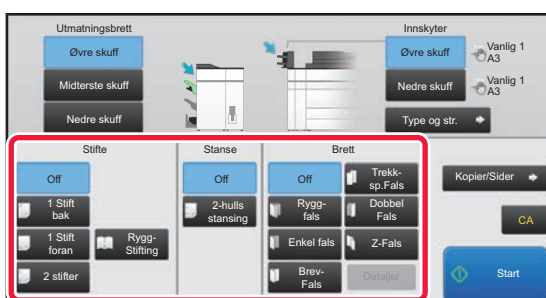 Utmatningsbrett
Øvre skuff
Midterste skuff
Nedre skuff
Innskyter
Øvre skuff
Vanlig 1
A3
Nedre skuff
Vanlig 1
A3
Type og str.
Stifte
Off
1 Stift
bak
1 Stift
foran
Rygg-
Stifting
2 stifter
Stanse
Off
2-hulls
stansing
Brett
Off
Trekk-
sp.Fals
Rygg-
fals
Dobbel
Fals
Enkel fals
Z-Fals
Brev-
Fals
Detaljer
Kopier/Sider
CA
Start